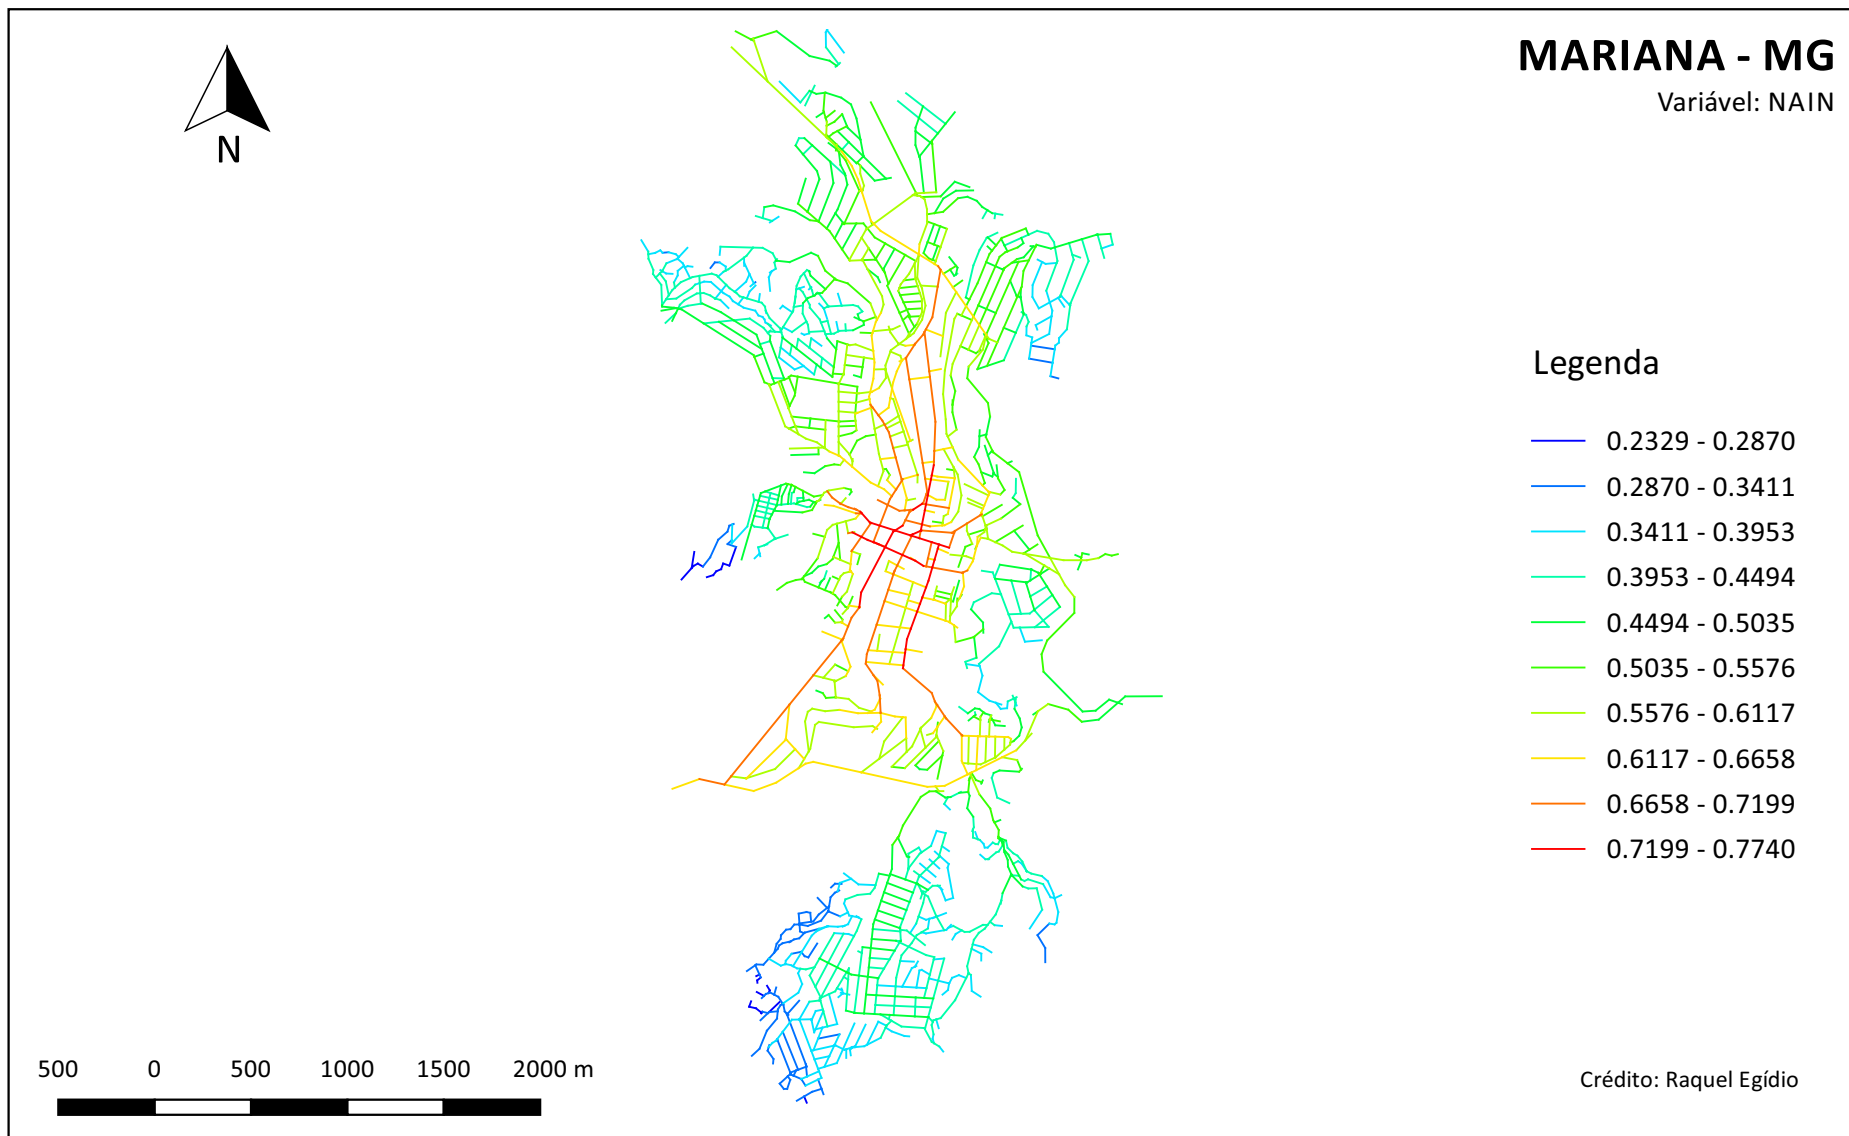 MARIANA - MG
Variável: NAIN
N
Legenda
0.2329 - 0.2870
0.2870 - 0.3411
0.3411 - 0.3953
0.3953 - 0.4494
0.4494 - 0.5035
0.5035 - 0.5576
0.5576 - 0.6117
0.6117 - 0.6658
0.6658 - 0.7199
0.7199 - 0.7740
500 0 500 1000 1500 2000 m
Crédito: Raquel Egídio